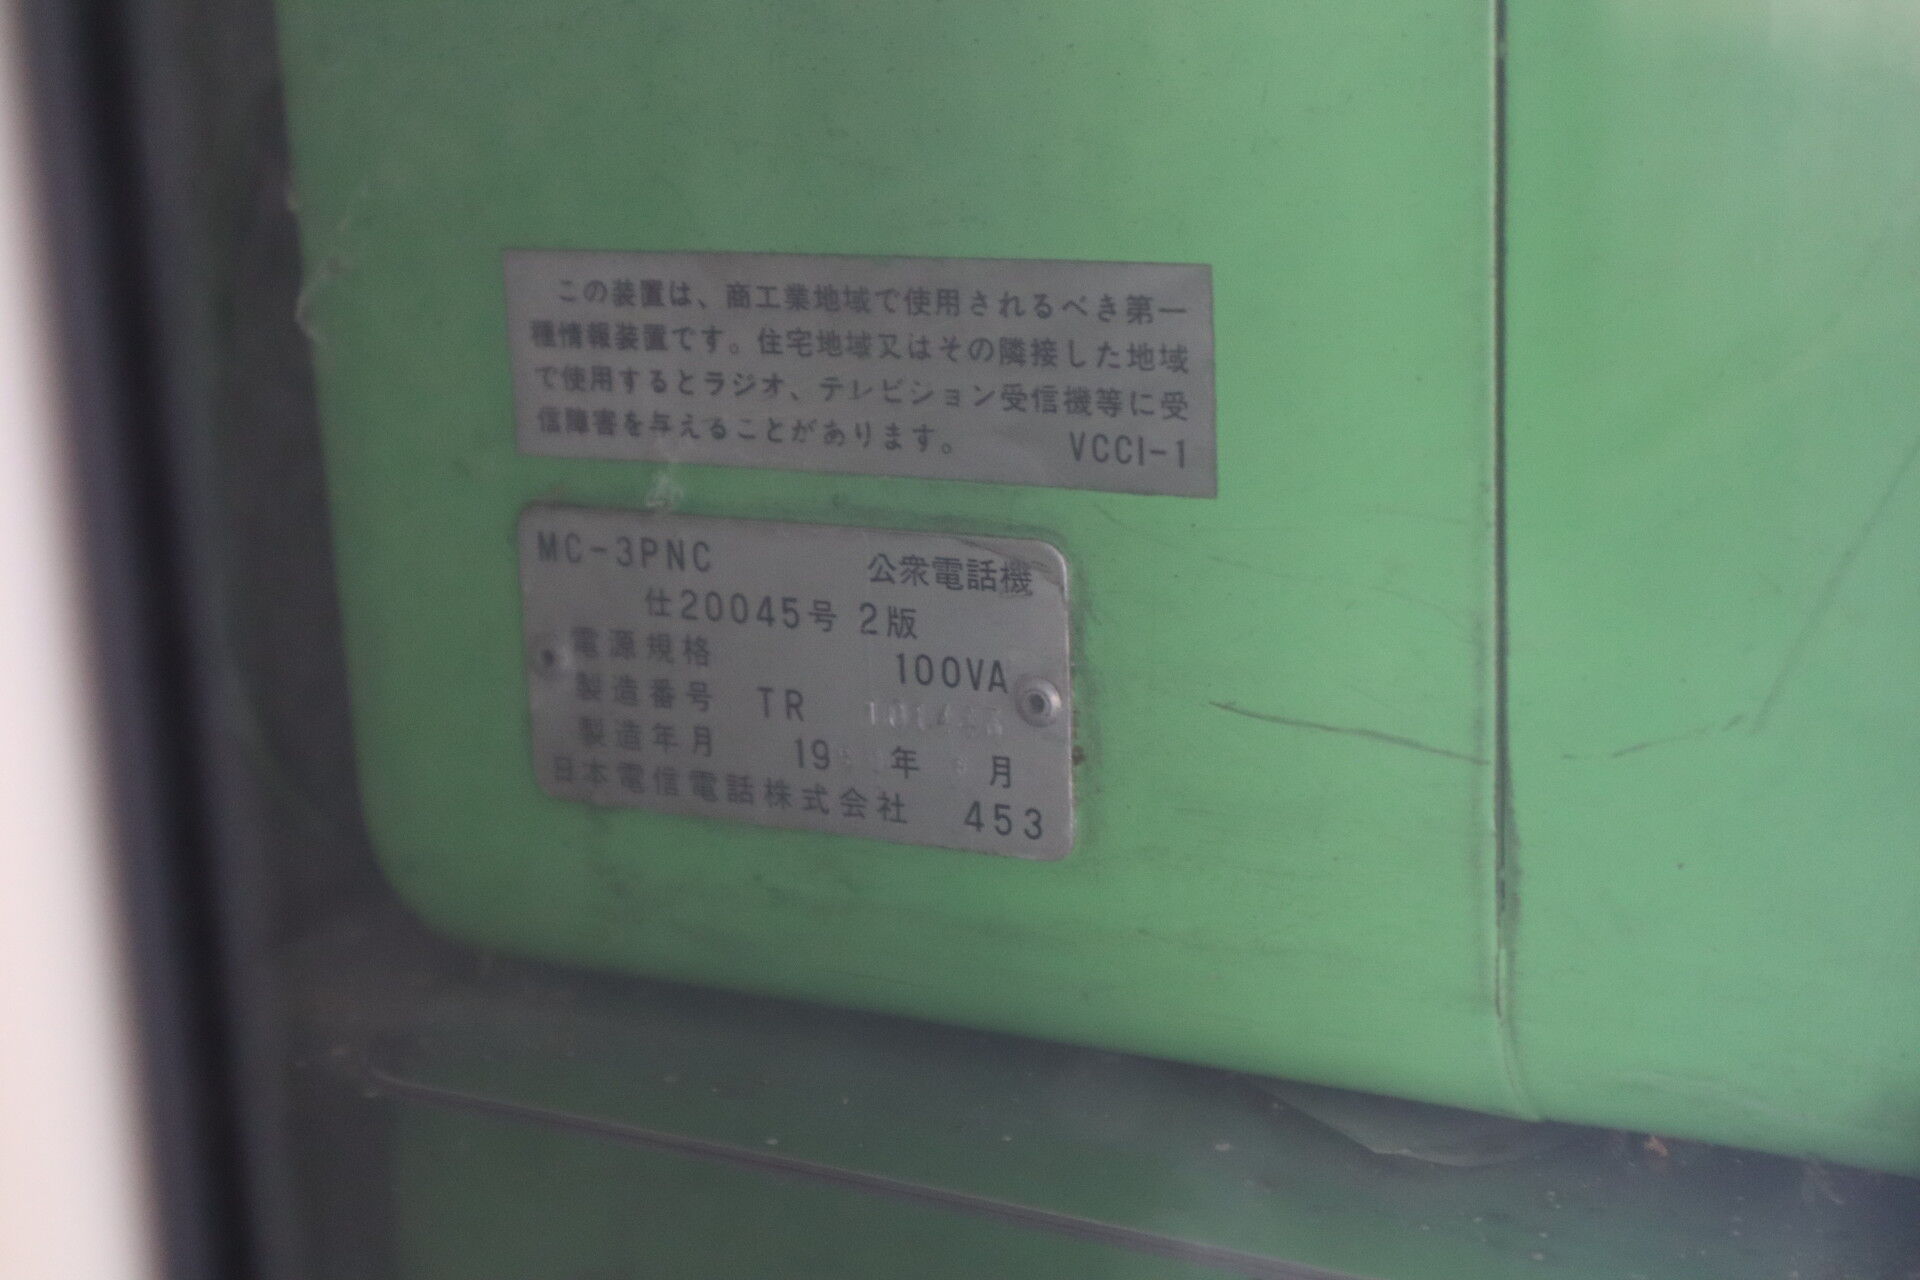 この装置は、商工業地域で使用されるべき第一
種情報装置です。住宅地域又はその隣接した地域
で使用するとラジオ、テレビジョン受信機等に受
信障害を与えることがあります。 VCCI-1
MC-3PNC 公衆電話機
仕20045号 2版
電源規格 100VA
製造番号 TR
製造年月 19 年 月
日本電信電話株式会社 453